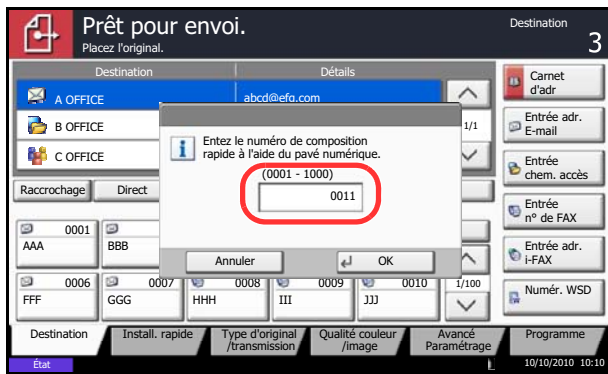 Prêt pour envoi.
Placez l'original.
Destination
3
Destination Détails
A OFFICE abcd@efg.com
B OFFICE
C OFFICE
1/1
Entez le numéro de composition
rapide à l'aide du pavé numérique.
(0001 - 1000)
0011
Annuler OK
Raccrochage Direct
0001
AAA BBB
0006 0007 0008 0009 0010
FFF GGG HHH III JJJ
1/100
Carnet
d'adr
Entrée adr.
E-mail
Entrée
chem. accès
Entrée
n° de FAX
Entrée adr.
i-FAX
Numér. WSD
Destination
Install. rapide
Type d'original
/transmission
Qualité couleur
/image
Avancé
Paramétrage
Programme
État
10/10/2010 10:10